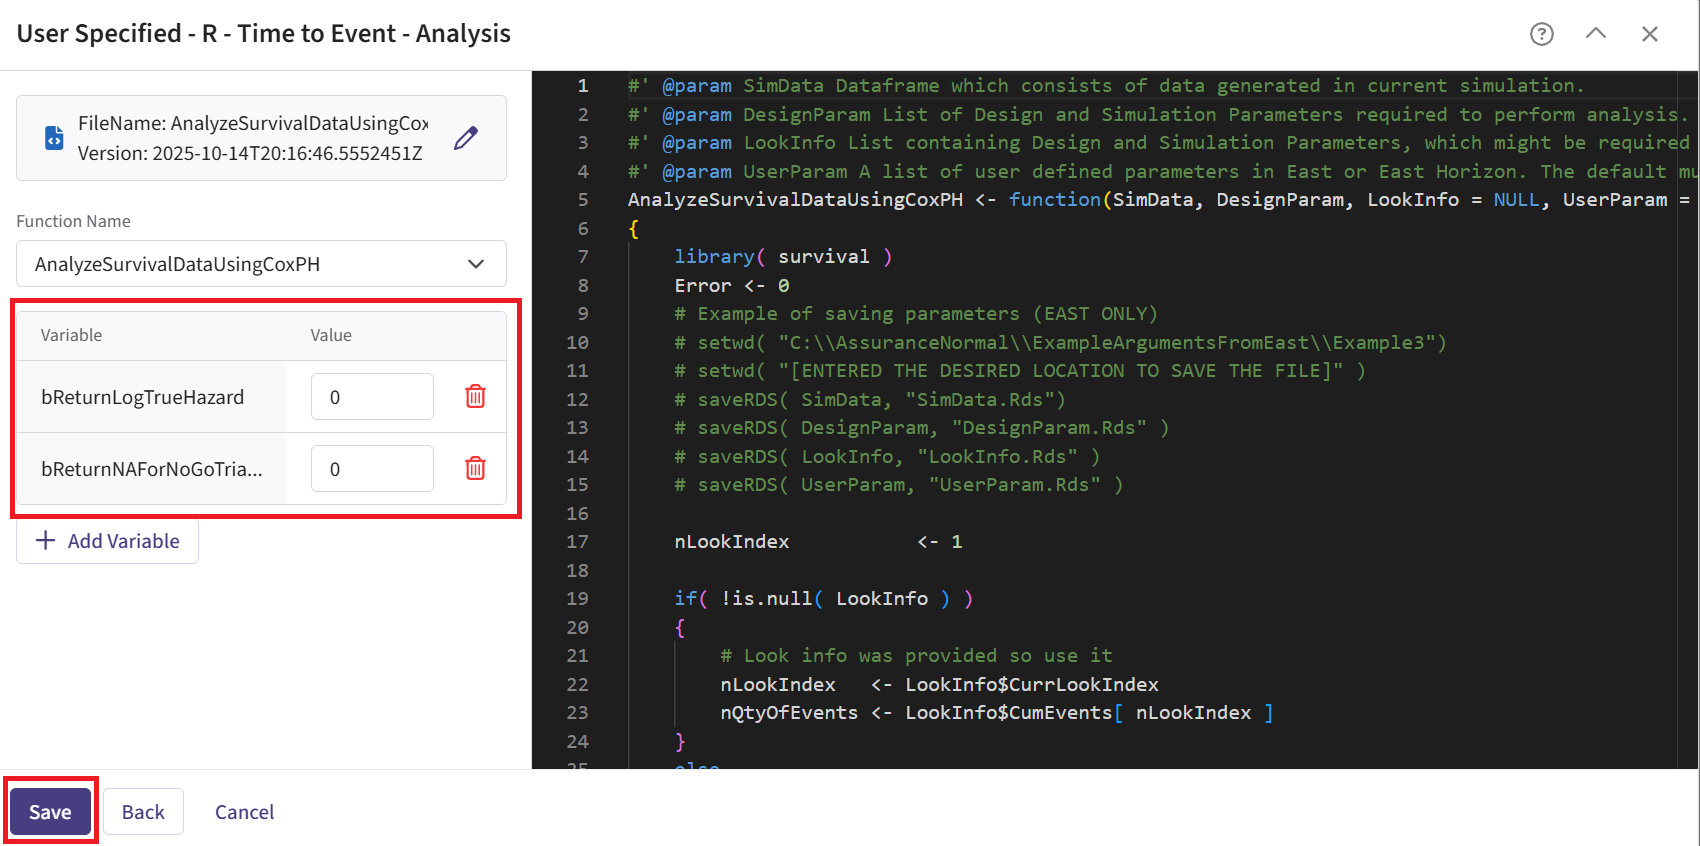 User Specified - R - Time to Event - Analysis
FileName: AnalyzeSurvivalDataUsingCox
Version: 2025-10-14T20:16:46.5552451Z
Function Name
AnalyzeSurvivalDataUsingCoxPH
Variable Value
bReturnLogTrueHazard 0
bReturnNAForNoGoTria... 0
+ Add Variable
1 #' @param SimData Dataframe which consists of data generated in current simulation.
2 #' @param DesignParam List of Design and Simulation Parameters required to perform analysis.
3 #' @param LookInfo List containing Design and Simulation Parameters, which might be required
4 #' @param UserParam A list of user defined parameters in East or East Horizon. The default mu
5 AnalyzeSurvivalDataUsingCoxPH <- function(SimData, DesignParam, LookInfo = NULL, UserParam =
6 {
7 library( survival )
8 Error <- 0
9 # Example of saving parameters (EAST ONLY)
10 # setwd( "C:\\AssuranceNormal\\ExampleArgumentsFromEast\\Example3")
11 # setwd( "[ENTERED THE DESIRED LOCATION TO SAVE THE FILE]" )
12 # saveRDS( SimData, "SimData.Rds")
13 # saveRDS( DesignParam, "DesignParam.Rds" )
14 # saveRDS( LookInfo, "LookInfo.Rds" )
15 # saveRDS( UserParam, "UserParam.Rds" )
16
17 nLookIndex <- 1
18
19 if( !is.null( LookInfo ) )
20 {
21 # Look info was provided so use it
22 nLookIndex <- LookInfo$CurrLookIndex
23 nQtyOfEvents <- LookInfo$CumEvents[ nLookIndex ]
24 }
25 else
Save Back Cancel